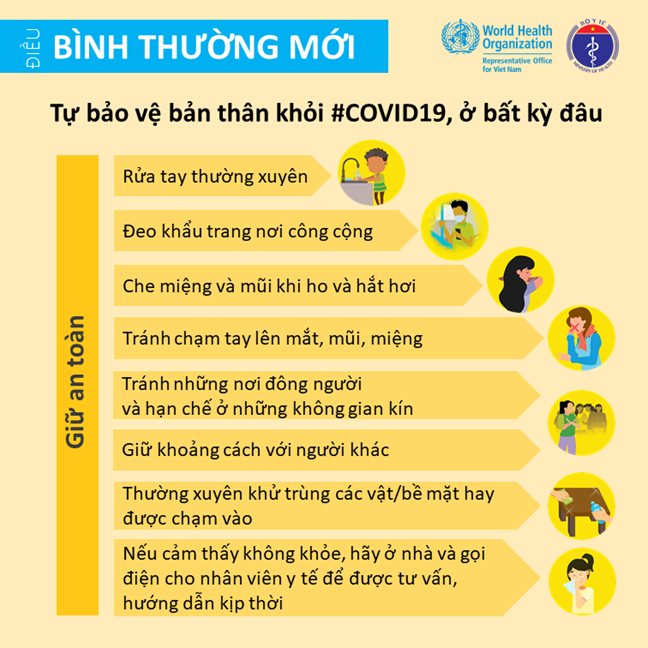 ĐIỀU
BÌNH THƯỜNG MỚI
World Health
Organization
Representative Office
for Viet Nam
BỘ Y TẾ
MINISTRY OF HEALTH
Tự bảo vệ bản thân khỏi #COVID19, ở bất kỳ đâu
Giữ an toàn
Rửa tay thường xuyên
Đeo khẩu trang nơi công cộng
Che miệng và mũi khi ho và hắt hơi
Tránh chạm tay lên mắt, mũi, miệng
Tránh những nơi đông người
và hạn chế ở những không gian kín
Giữ khoảng cách với người khác
Thường xuyên khử trùng các vật/bề mặt hay
được chạm vào
Nếu cảm thấy không khỏe, hãy ở nhà và gọi
điện cho nhân viên y tế để được tư vấn,
hướng dẫn kịp thời